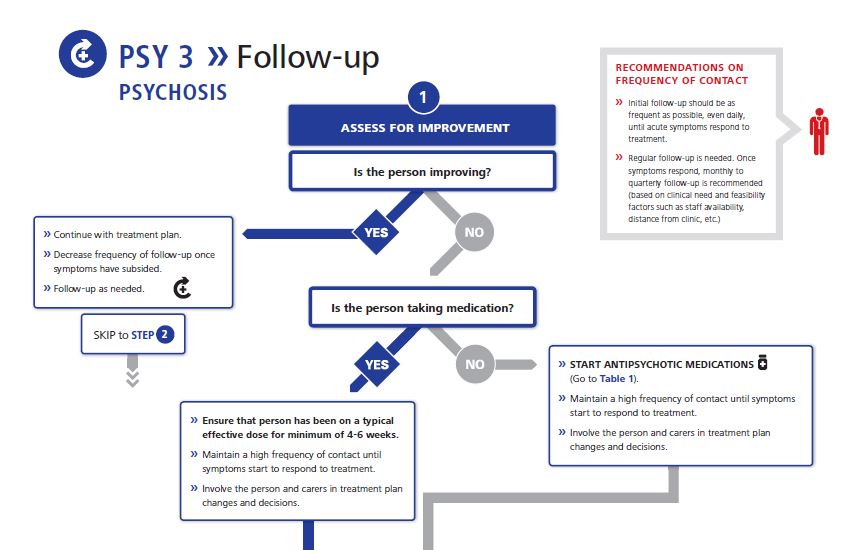 PSY 3 » Follow-up
PSYCHOSIS
1
ASSESS FOR IMPROVEMENT
Is the person improving?
RECOMMENDATIONS ON
FREQUENCY OF CONTACT
» Initial follow-up should be as
frequent as possible, even daily,
until acute symptoms respond to
treatment.
» Regular follow-up is needed. Once
symptoms respond, monthly to
quarterly follow-up is recommended
(based on clinical need and feasibility
factors such as staff availability,
distance from clinic, etc.)
YES
NO
» Continue with treatment plan.
» Decrease frequency of follow-up once
symptoms have subsided.
» Follow-up as needed.
SKIP to STEP 2
Is the person taking medication?
YES
NO
» START ANTIPSYCHOTIC MEDICATIONS
(Go to Table 1).
» Maintain a high frequency of contact until symptoms
start to respond to treatment.
» Involve the person and carers in treatment plan
changes and decisions.
» Ensure that person has been on a typical
effective dose for minimum of 4-6 weeks.
» Maintain a high frequency of contact until
symptoms start to respond to treatment.
» Involve the person and carers in treatment plan
changes and decisions.